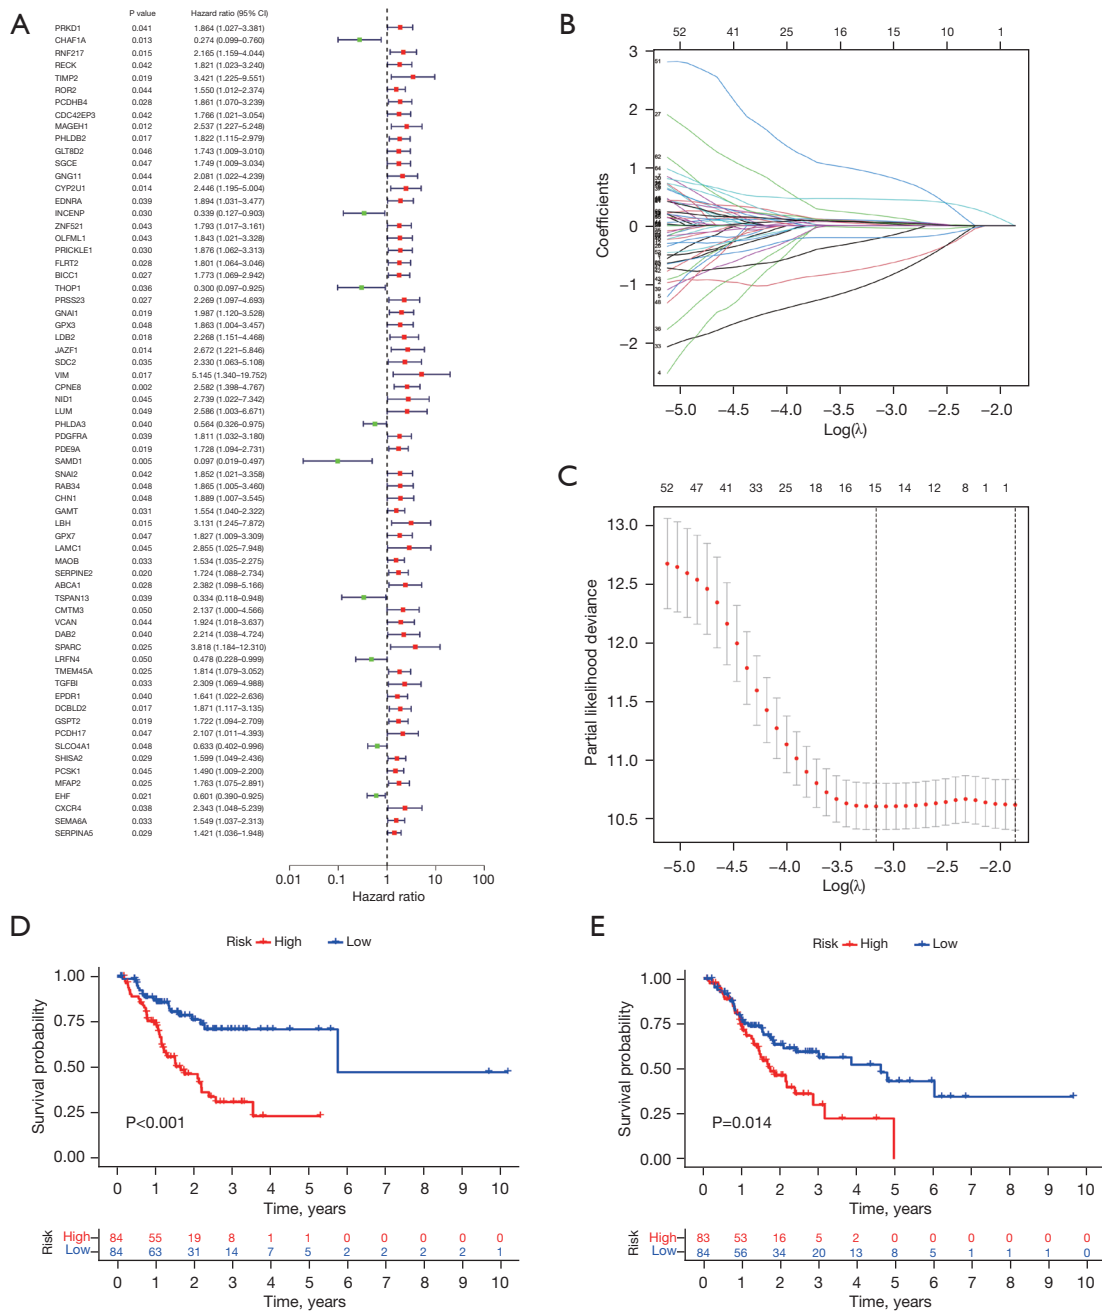 A
P value Hazard ratio (95% CI)
PRKD1 0.041 1.864 (1.027–3.381)
CHAF1A 0.013 0.274 (0.099–0.760)
RNF217 0.015 2.165 (1.159–4.044)
RECK 0.042 1.821 (1.023–3.240)
TIMP2 0.019 3.421 (1.225–9.551)
ROR2 0.044 1.550 (1.012–2.374)
PCDHB4 0.028 1.861 (1.070–3.239)
CDC42EP3 0.042 1.766 (1.021–3.054)
MAGEH1 0.012 2.537 (1.227–5.248)
PHLDB2 0.017 1.822 (1.115–2.979)
GLT8D2 0.046 1.743 (1.009–3.010)
SGCE 0.047 1.749 (1.009–3.034)
GNG11 0.044 2.081 (1.022–4.239)
CYP2U1 0.014 2.446 (1.195–5.004)
EDNRA 0.039 1.894 (1.031–3.477)
INCENP 0.030 0.339 (0.127–0.903)
ZNF521 0.043 1.793 (1.017–3.161)
OLFML1 0.043 1.843 (1.021–3.328)
PRICKLE1 0.030 1.876 (1.062–3.313)
FLRT2 0.028 1.801 (1.064–3.046)
BICC1 0.027 1.773 (1.069–2.942)
THOP1 0.036 0.300 (0.097–0.925)
PRSS23 0.027 2.269 (1.097–4.693)
GNAI1 0.019 1.987 (1.120–3.528)
GPX3 0.048 1.863 (1.004–3.457)
LDB2 0.018 2.268 (1.151–4.468)
JAZF1 0.014 2.672 (1.221–5.846)
SDC2 0.035 2.330 (1.063–5.108)
VIM 0.017 5.145 (1.340–19.752)
CPNE8 0.002 2.582 (1.398–4.767)
NID1 0.045 2.739 (1.022–7.342)
LUM 0.049 2.586 (1.003–6.671)
PHLDA3 0.040 0.564 (0.326–0.975)
PDGFRA 0.039 1.811 (1.032–3.180)
PDE9A 0.019 1.728 (1.094–2.731)
SAMD1 0.005 0.097 (0.019–0.497)
SNAI2 0.042 1.852 (1.021–3.358)
RAB34 0.048 1.865 (1.005–3.460)
CHN1 0.048 1.889 (1.007–3.545)
GAMT 0.031 1.554 (1.040–2.322)
LBH 0.015 3.131 (1.245–7.872)
GPX7 0.047 1.827 (1.009–3.309)
LAMC1 0.045 2.855 (1.025–7.948)
MAOB 0.033 1.534 (1.035–2.275)
SERPINE2 0.020 1.724 (1.088–2.734)
ABCA1 0.028 2.382 (1.098–5.166)
TSPAN13 0.039 0.334 (0.118–0.948)
CMTM3 0.050 2.137 (1.000–4.566)
VCAN 0.044 1.924 (1.018–3.637)
DAB2 0.040 2.214 (1.038–4.724)
SPARC 0.025 3.818 (1.184–12.310)
LRFN4 0.050 0.478 (0.228–0.999)
TMEM45A 0.025 1.814 (1.079–3.052)
TGFBI 0.033 2.309 (1.069–4.988)
EPDR1 0.040 1.641 (1.022–2.636)
DCBLD2 0.017 1.871 (1.117–3.135)
GSPT2 0.019 1.722 (1.094–2.709)
PCDH17 0.047 2.107 (1.011–4.393)
SLCO4A1 0.048 0.633 (0.402–0.996)
SHISA2 0.029 1.599 (1.049–2.436)
PCSK1 0.045 1.490 (1.009–2.200)
MFAP2 0.025 1.763 (1.075–2.891)
EHF 0.021 0.601 (0.390–0.925)
CXCR4 0.038 2.343 (1.048–5.239)
SEMA6A 0.033 1.549 (1.037–2.313)
SERPINA5 0.029 1.421 (1.036–1.948)
0.01 0.1 1 10 100
Hazard ratio
B
52 41 25 16 15 10 1
3
2
1
0
−1
−2
Coefficients
51
27
62
64
36
33
4
−5.0 −4.5 −4.0 −3.5 −3.0 −2.5 −2.0
Log(λ)
C
52 47 41 33 25 18 16 15 14 12 8 1 1
13.0
12.5
12.0
11.5
11.0
10.5
Partial likelihood deviance
−5.0 −4.5 −4.0 −3.5 −3.0 −2.5 −2.0
Log(λ)
D
Risk High Low
1.00
0.75
0.50
0.25
0.00
Survival probability
P<0.001
0 1 2 3 4 5 6 7 8 9 10
Time, years
Risk
High 84 55 19 8 1 1 0 0 0 0 0
Low 84 63 31 14 7 5 2 2 2 2 1
0 1 2 3 4 5 6 7 8 9 10
Time, years
E
Risk High Low
1.00
0.75
0.50
0.25
0.00
Survival probability
P=0.014
0 1 2 3 4 5 6 7 8 9 10
Time, years
Risk
High 83 53 16 5 2 0 0 0 0 0 0
Low 84 56 34 20 13 8 5 1 1 1 0
0 1 2 3 4 5 6 7 8 9 10
Time, years